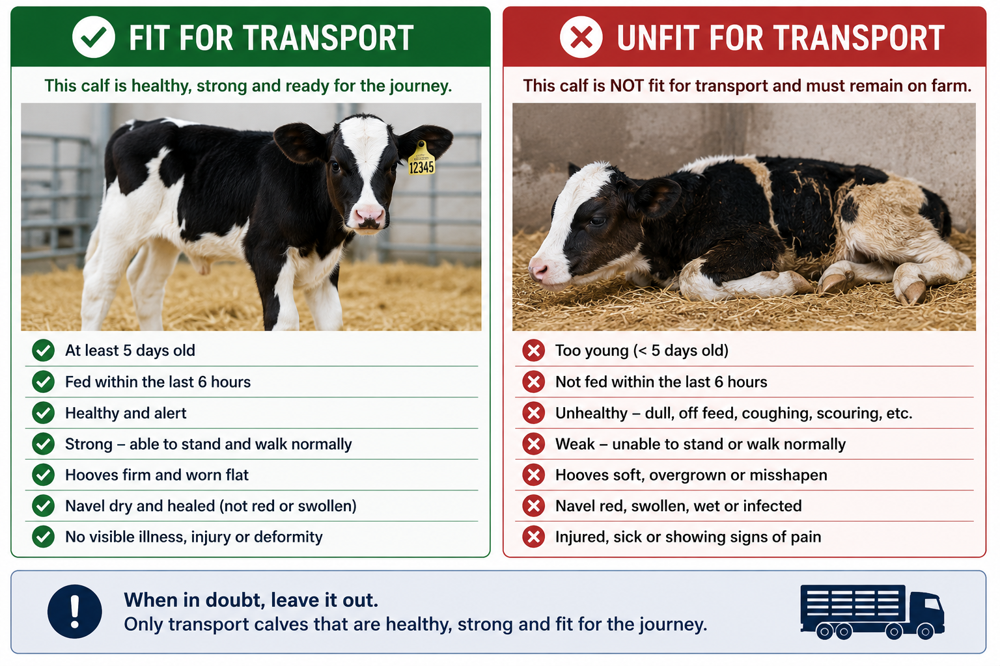 FIT FOR TRANSPORT
This calf is healthy, strong and ready for the journey.
12345
At least 5 days old
Fed within the last 6 hours
Healthy and alert
Strong – able to stand and walk normally
Hooves firm and worn flat
Navel dry and healed (not red or swollen)
No visible illness, injury or deformity
UNFIT FOR TRANSPORT
This calf is NOT fit for transport and must remain on farm.
Too young (< 5 days old)
Not fed within the last 6 hours
Unhealthy – dull, off feed, coughing, scouring, etc.
Weak – unable to stand or walk normally
Hooves soft, overgrown or misshapen
Navel red, swollen, wet or infected
Injured, sick or showing signs of pain
When in doubt, leave it out.
Only transport calves that are healthy, strong and fit for the journey.